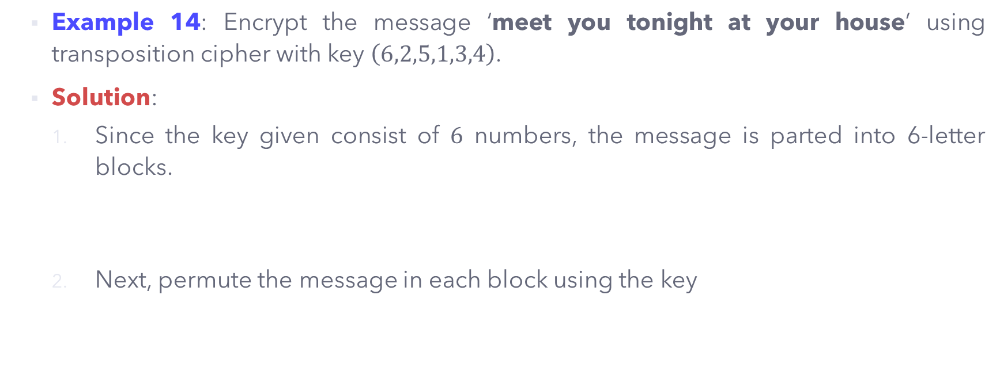 ▪ Example 14: Encrypt the message ‘meet you tonight at your house’ using
transposition cipher with key (6,2,5,1,3,4).
▪ Solution:
1. Since the key given consist of 6 numbers, the message is parted into 6-letter
blocks.
2. Next, permute the message in each block using the key